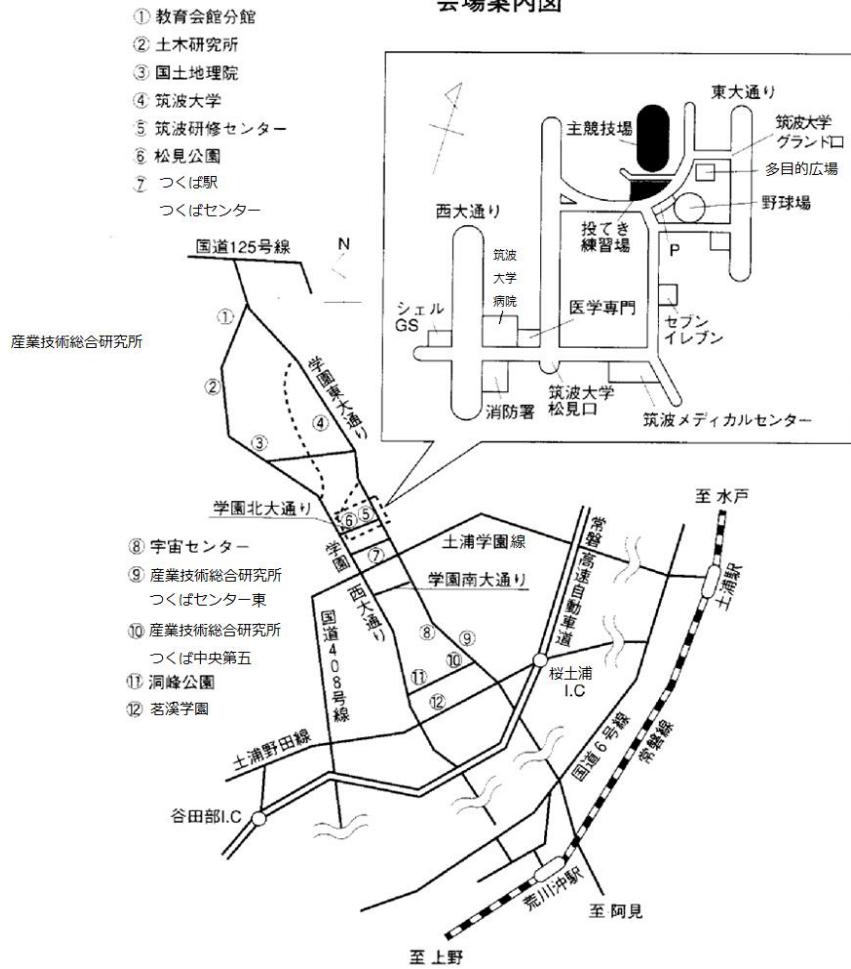 会場案内図
① 教育会館分館
② 土木研究所
③ 国土地理院
④ 筑波大学
⑤ 筑波研修センター
⑥ 松見公園
⑦ つくば駅
つくばセンター
東大通り
主競技場
筑波大学
グランド口
多目的広場
野球場
西大通り
投てき
練習場
P
筑波
大学
病院
医学専門
シェル
GS
セブン
イレブン
消防署
筑波大学
松見口
筑波メディカルセンター
国道125号線
N
産業技術総合研究所
①
②
③
④
学園東大通り
学園北大通り
⑥
⑤
⑦
学園
西大通り
土浦学園線
学園南大通り
常磐
高速自動車道
至 水戸
土浦駅
⑧ 宇宙センター
⑨ 産業技術総合研究所
つくばセンター東
⑩ 産業技術総合研究所
つくば中央第五
⑪ 洞峰公園
⑫ 茗溪学園
国道408号線
⑧
⑨
⑩
⑪
⑫
桜土浦
I.C
土浦野田線
国道6号線
常磐線
谷田部I.C
荒川沖駅
至 阿見
至 上野